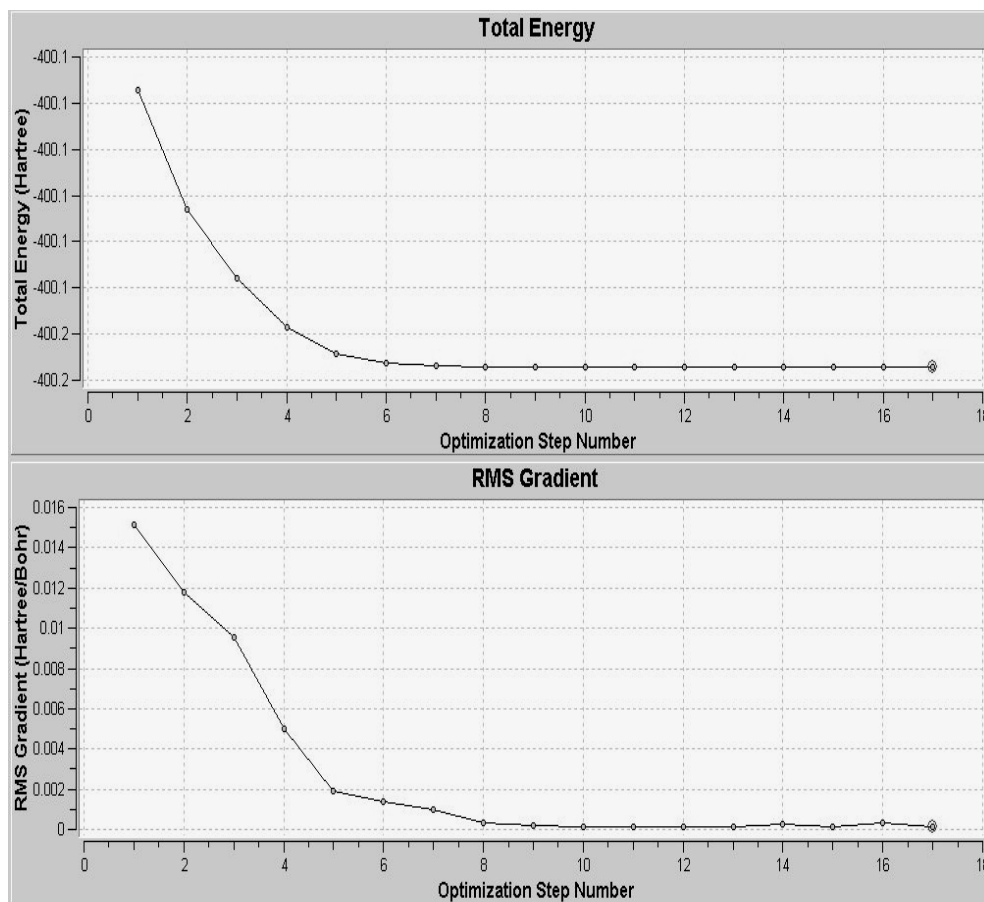 Total Energy
Total Energy (Hartree)
-400.1
-400.1
-400.1
-400.1
-400.1
-400.1
-400.2
-400.2
0 2 4 6 8 10 12 14 16 18
Optimization Step Number
RMS Gradient
RMS Gradient (Hartree/Bohr)
0.016
0.014
0.012
0.01
0.008
0.006
0.004
0.002
0
0 2 4 6 8 10 12 14 16 18
Optimization Step Number